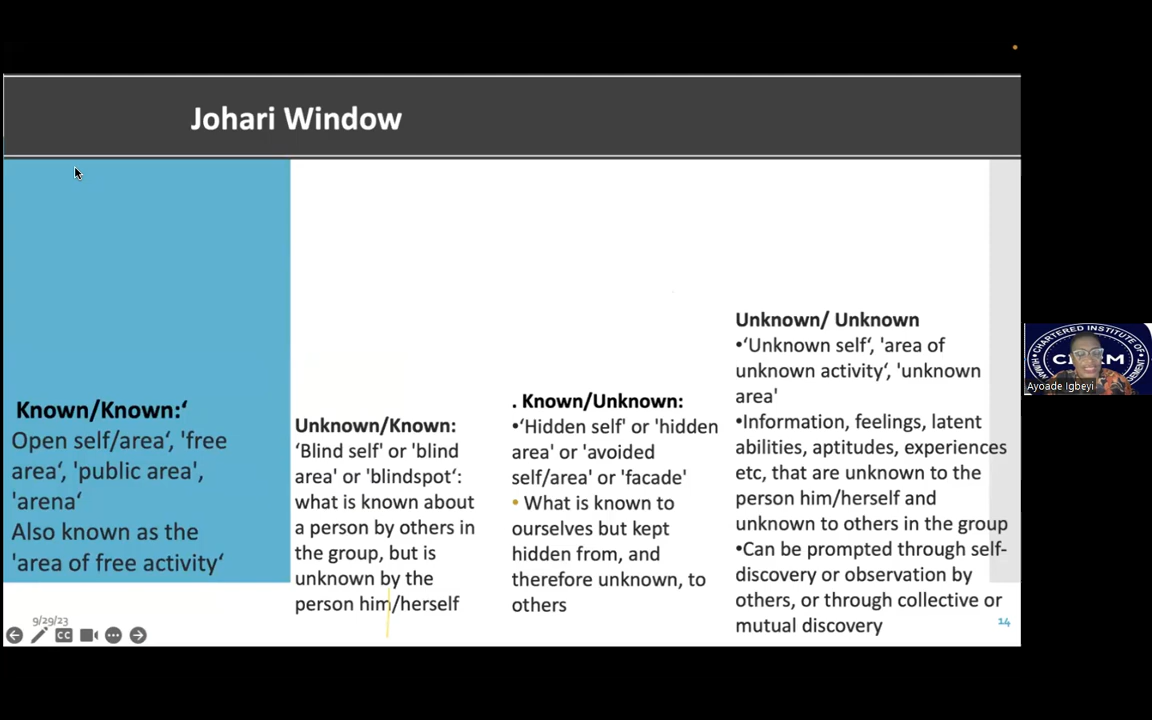 Johari Window
Known/Known:‘
Open self/area‘, 'free
area‘, 'public area',
'arena‘
Also known as the
'area of free activity‘
Unknown/Known:
‘Blind self' or 'blind
area' or 'blindspot‘:
what is known about
a person by others in
the group, but is
unknown by the
person him/herself
. Known/Unknown:
•‘Hidden self' or 'hidden
area' or 'avoided
self/area' or 'facade'
• What is known to
ourselves but kept
hidden from, and
therefore unknown, to
others
Unknown/ Unknown
•‘Unknown self‘, 'area of
unknown activity‘, 'unknown
area'
•Information, feelings, latent
abilities, aptitudes, experiences
etc, that are unknown to the
person him/herself and
unknown to others in the group
•Can be prompted through self-
discovery or observation by
others, or through collective or
mutual discovery
9/29/23
CC
14
CHARTERED INSTITUTE OF
Ayoade Igbeyi